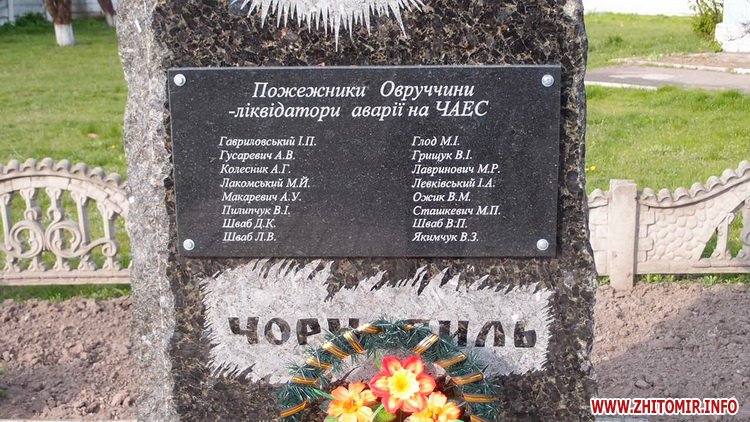 Пожежники Овруччини
-ліквідатори аварії на ЧАЕС
Гавриловський І.П.
Гусаревич А.В.
Колесник А.Г.
Лакомський М.Й.
Макаревич А.У.
Пилипчук В.І.
Шваб Д.К.
Шваб Л.В.
Глод М.І.
Грищук В.І.
Лавринович М.Р.
Левківський І.А.
Ожик В.М.
Сташкевич М.П.
Шваб В.П.
Якимчук В.З.
ЧОРНОБИЛЬ
WWW.ZHITOMIR.INFO